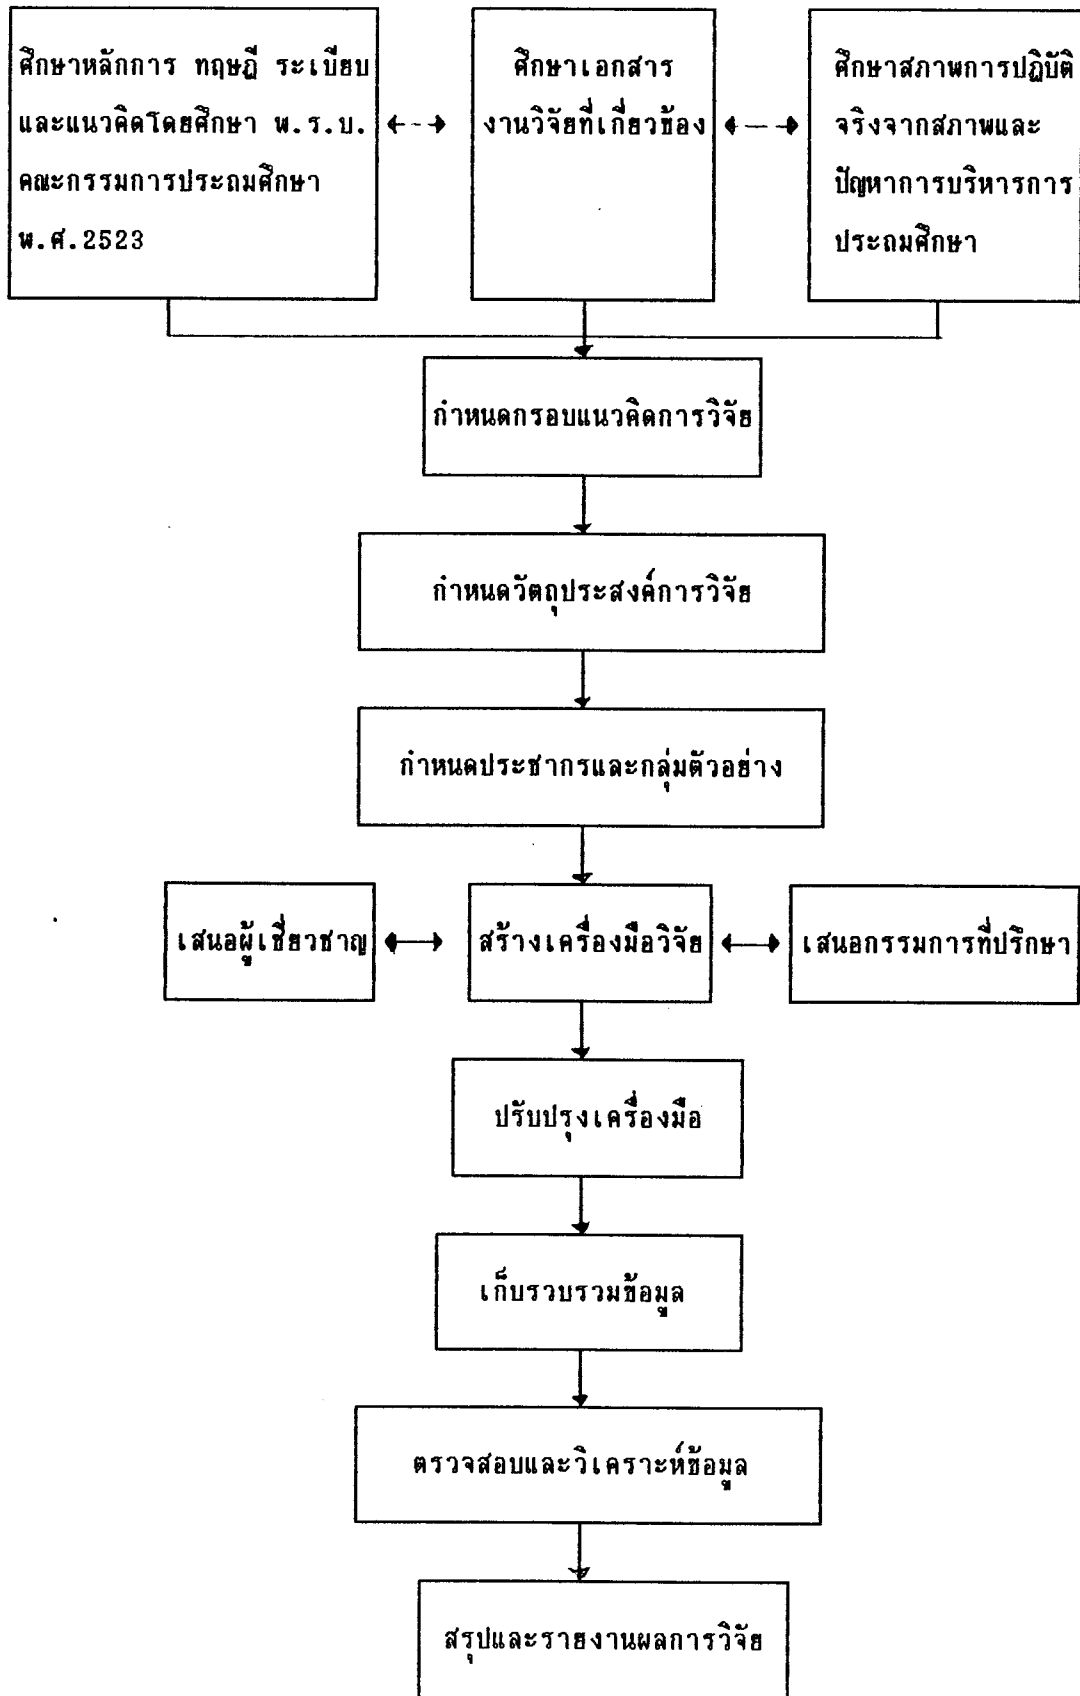 ศึกษาหลักการ ทฤษฎี ระเบียบ
และแนวคิดโดยศึกษา พ.ร.บ.
คณะกรรมการประถมศึกษา
พ.ศ.2523
ศึกษาเอกสาร
งานวิจัยที่เกี่ยวข้อง
ศึกษาสภาพการปฏิบัติ
จริงจากสภาพและ
ปัญหาการบริหารการ
ประถมศึกษา
กำหนดกรอบแนวคิดการวิจัย
กำหนดวัตถุประสงค์การวิจัย
กำหนดประชากรและกลุ่มตัวอย่าง
เสนอผู้เชี่ยวชาญ
สร้างเครื่องมือวิจัย
เสนอกรรมการที่ปรึกษา
ปรับปรุงเครื่องมือ
เก็บรวบรวมข้อมูล
ตรวจสอบและวิเคราะห์ข้อมูล
สรุปและรายงานผลการวิจัย